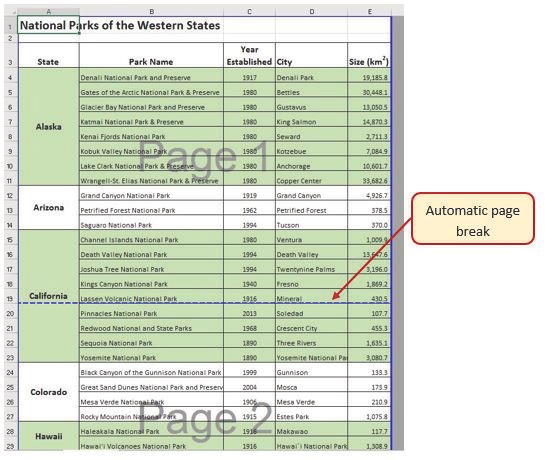 A B C D E
1 National Parks of the Western States
2
Year
3 State Park Name Established City Size (km²)
4 Denali National Park and Preserve 1917 Denali Park 19,185.8
5 Gates of the Arctic National Park & Preserve 1980 Bettles 30,448.1
6 Glacier Bay National Park and Preserve 1980 Gustavus 13,050.5
7 Katmai National Park & Preserve 1980 King Salmon 14,870.3
Alaska
8 Kenai Fjords National Park 1980 Seward 2,711.3
9 Kobuk Valley National Park 1980 Kotzebue 7,084.9
Page 1
10 Lake Clark National Park & Preserve 1980 Anchorage 10,601.7
11 Wrangell-St. Elias National Park & Preserve 1980 Copper Center 33,682.6
12 Grand Canyon National Park 1919 Grand Canyon 4,926.7
13 Arizona Petrified Forest National Park 1962 Petrified Forest 378.5
14 Saguaro National Park 1994 Tucson 370.0
15 Channel Islands National Park 1980 Ventura 1,009.9
16 Death Valley National Park 1994 Death Valley 13,647.6
17 Joshua Tree National Park 1994 Twentynine Palms 3,196.0
18 Kings Canyon National Park 1940 Fresno 1,869.2
19 California Lassen Volcanic National Park 1916 Mineral 430.5
20 Pinnacles National Park 2013 Soledad 107.7
21 Redwood National and State Parks 1968 Crescent City 455.3
22 Sequoia National Park 1890 Three Rivers 1,635.1
23 Yosemite National Park 1890 Yosemite National Par 3,080.7
24 Black Canyon of the Gunnison National Park 1999 Gunnison 133.3
25 Great Sand Dunes National Park and Preserv 2004 Mosca 173.9
Colorado
26 Mesa Verde National Park 1906 Mesa Verde 210.9
Page 2
27 Rocky Mountain National Park 1915 Estes Park 1,075.8
28 Haleakala National Park 1916 Makawao 117.7
Hawaii
29 Hawai'i Volcanoes National Park 1916 Hawai`i National Park 1,308.9
Automatic page
break